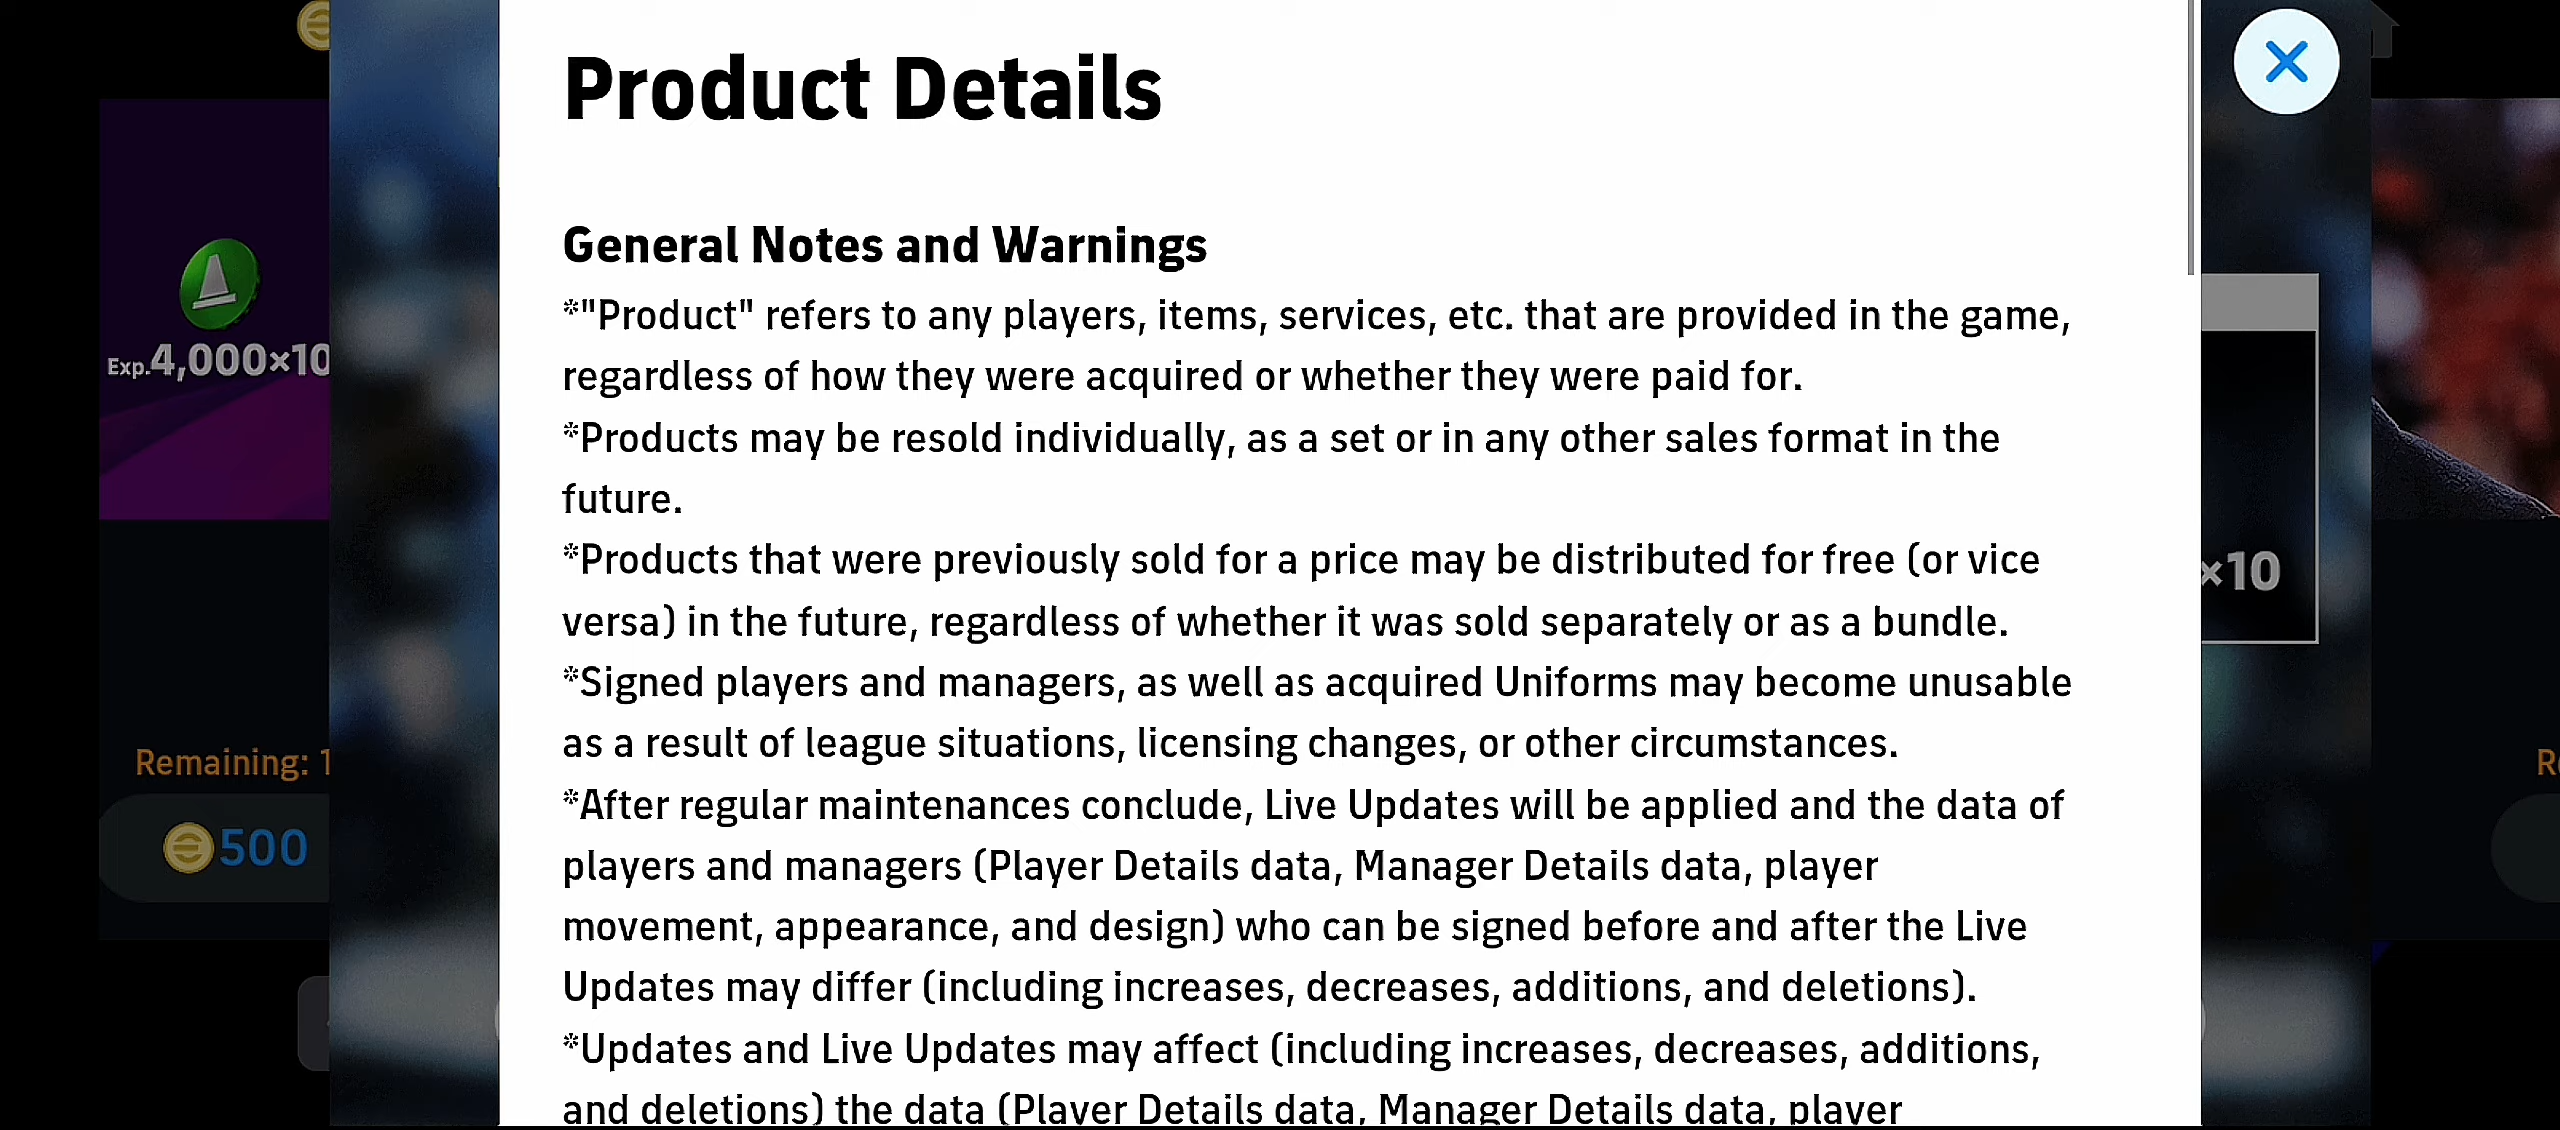 Product Details
General Notes and Warnings
*"Product" refers to any players, items, services, etc. that are provided in the game,
regardless of how they were acquired or whether they were paid for.
*Products may be resold individually, as a set or in any other sales format in the
future.
*Products that were previously sold for a price may be distributed for free (or vice
versa) in the future, regardless of whether it was sold separately or as a bundle.
*Signed players and managers, as well as acquired Uniforms may become unusable
as a result of league situations, licensing changes, or other circumstances.
*After regular maintenances conclude, Live Updates will be applied and the data of
players and managers (Player Details data, Manager Details data, player
movement, appearance, and design) who can be signed before and after the Live
Updates may differ (including increases, decreases, additions, and deletions).
*Updates and Live Updates may affect (including increases, decreases, additions,
and deletions) the data (Player Details data, Manager Details data, player
Exp.4,000×10
Remaining: 1
500
×10